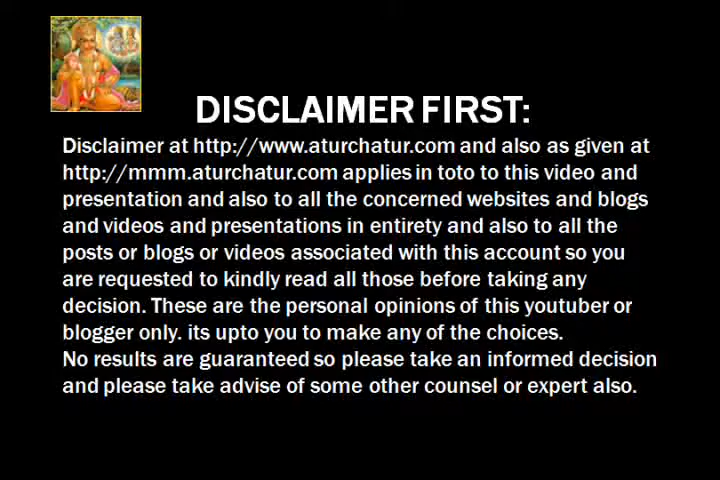 DISCLAIMER FIRST:
Disclaimer at http://www.aturchatur.com and also as given at
http://mmm.aturchatur.com applies in toto to this video and
presentation and also to all the concerned websites and blogs
and videos and presentations in entirety and also to all the
posts or blogs or videos associated with this account so you
are requested to kindly read all those before taking any
decision. These are the personal opinions of this youtuber or
blogger only. its upto you to make any of the choices.
No results are guaranteed so please take an informed decision
and please take advise of some other counsel or expert also.